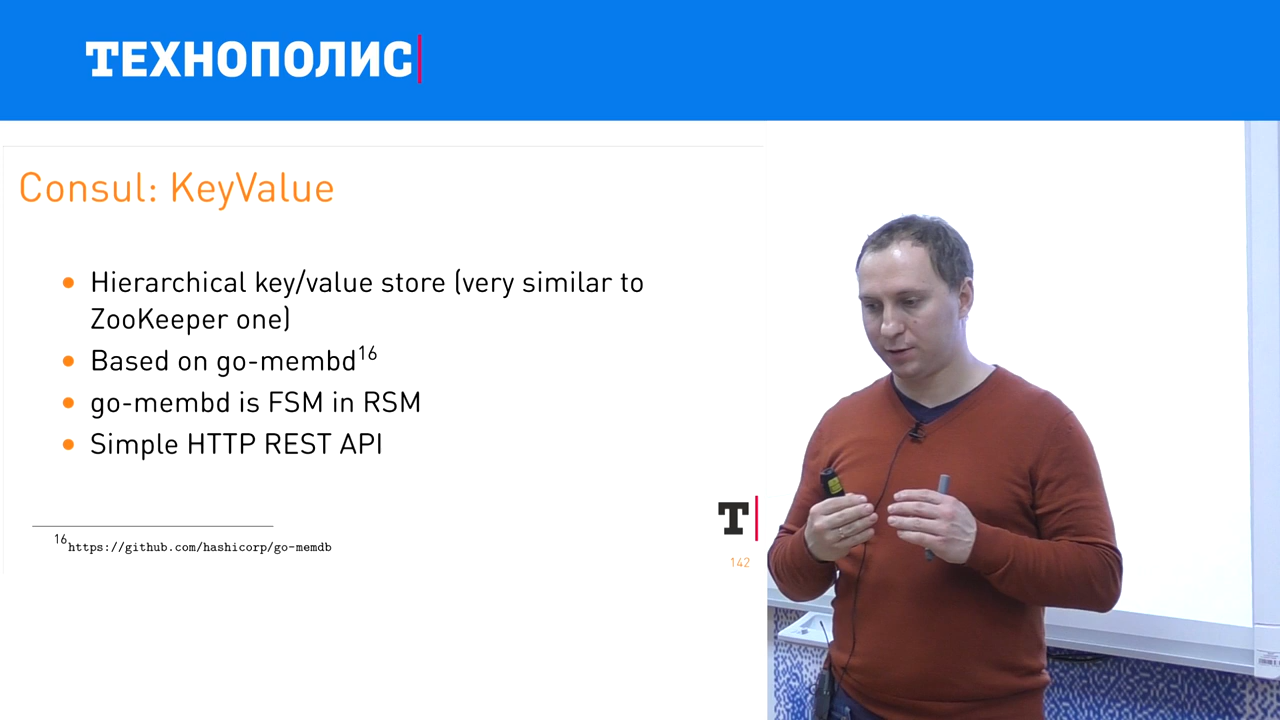 ТЕХНОПОЛИС
Consul: KeyValue
• Hierarchical key/value store (very similar to
ZooKeeper one)
• Based on go-membd16
• go-membd is FSM in RSM
• Simple HTTP REST API
16https://github.com/hashicorp/go-memdb
T
142